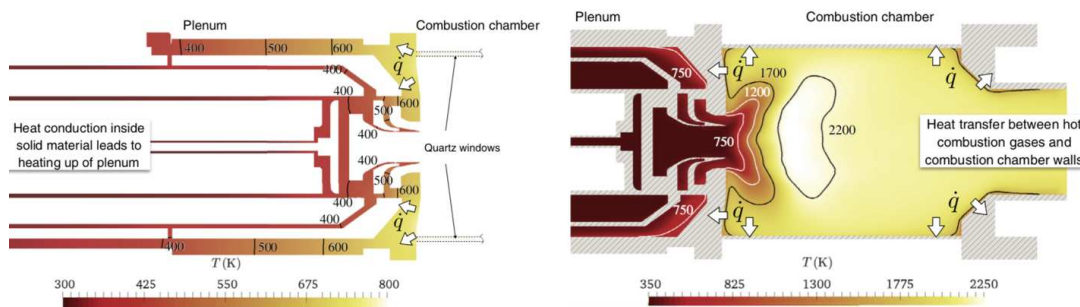 Plenum
Combustion chamber
400
500
600
q̇
400
400
400
500
600
Heat conduction inside
solid material leads to
heating up of plenum
400
Quartz windows
400
500
600
400
400
q̇
400
500
600
T(K)
300
425
550
675
800
Plenum
Combustion chamber
750
q̇
1700
q̇
1200
2200
750
Heat transfer between hot
combustion gases and
combustion chamber walls
750
q̇
q̇
T(K)
350
825
1300
1775
2250